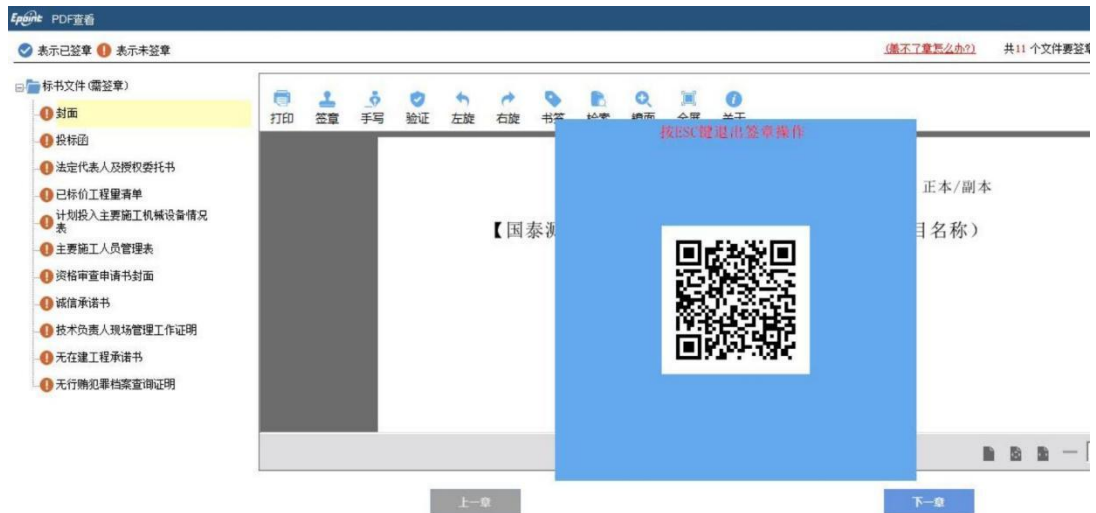 Epoint PDF查看
表示已签章 表示未签章
(盖不了章怎么办?) 共11 个文件要签章
标书文件(需签章)
封面
投标函
法定代表人及授权委托书
已标价工程量清单
计划投入主要施工机械设备情况
表
主要施工人员管理表
资格审查申请书封面
诚信承诺书
技术负责人现场管理工作证明
无在建工程承诺书
无行贿犯罪档案查询证明
打印 签章 手写 验证 左旋 右旋 书签 检索 全屏 关于
按ESC键退出签章操作
正本/副本
【国泰测 目名称)
上一章 下一章